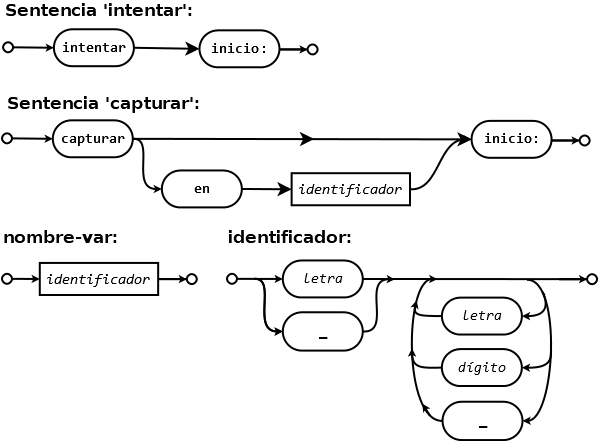 Sentencia 'intentar':
intentar inicio:
Sentencia 'capturar':
capturar inicio:
en identificador
nombre-var: identificador:
identificador letra
_
letra
dígito
_